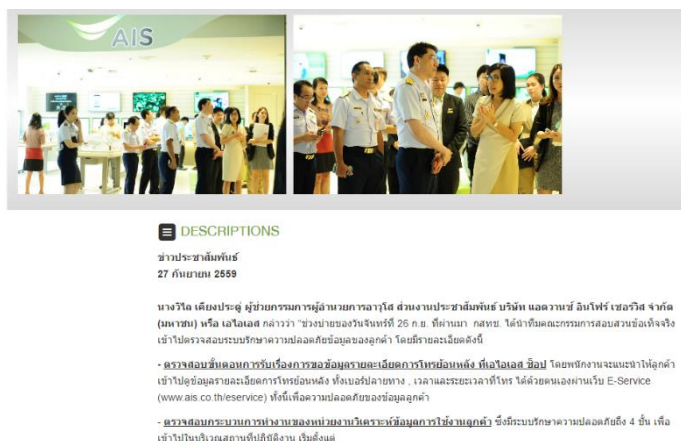 AIS
DESCRIPTIONS
ข่าวประชาสัมพันธ์
27 กันยายน 2559
นางวิไล เคียงประดู่ ผู้ช่วยกรรมการผู้อำนวยการอาวุโส ส่วนงานประชาสัมพันธ์ บริษัท แอดวานซ์ อินโฟร์ เซอร์วิส จำกัด
(มหาชน) หรือ เอไอเอส กล่าวว่า "ช่วงบ่ายของวันจันทร์ที่ 26 ก.ย. ที่ผ่านมา กสทช. ได้นำทีมคณะกรรมการสอบสวนข้อเท็จจริง
เข้าไปตรวจสอบระบบรักษาความปลอดภัยข้อมูลของลูกค้า โดยมีรายละเอียดดังนี้
- ตรวจสอบขั้นตอนการรับเรื่องการขอข้อมูลรายละเอียดการโทรย้อนหลัง ที่เอไอเอส ช็อป โดยพนักงานจะแนะนำให้ลูกค้า
เข้าไปดูข้อมูลรายละเอียดการโทรย้อนหลัง ทั้งเบอร์ปลายทาง , เวลาและระยะเวลาที่โทร ได้ด้วยตนเองผ่านเว็บ E-Service
(www.ais.co.th/eservice) ทั้งนี้เพื่อความปลอดภัยของข้อมูลลูกค้า
- ตรวจสอบกระบวนการทำงานของหน่วยงานวิเคราะห์ข้อมูลการใช้งานลูกค้า ซึ่งมีระบบรักษาความปลอดภัยถึง 4 ชั้น เพื่อ
เข้าไปในบริเวณสถานที่ปฏิบัติงาน เริ่มตั้งแต่